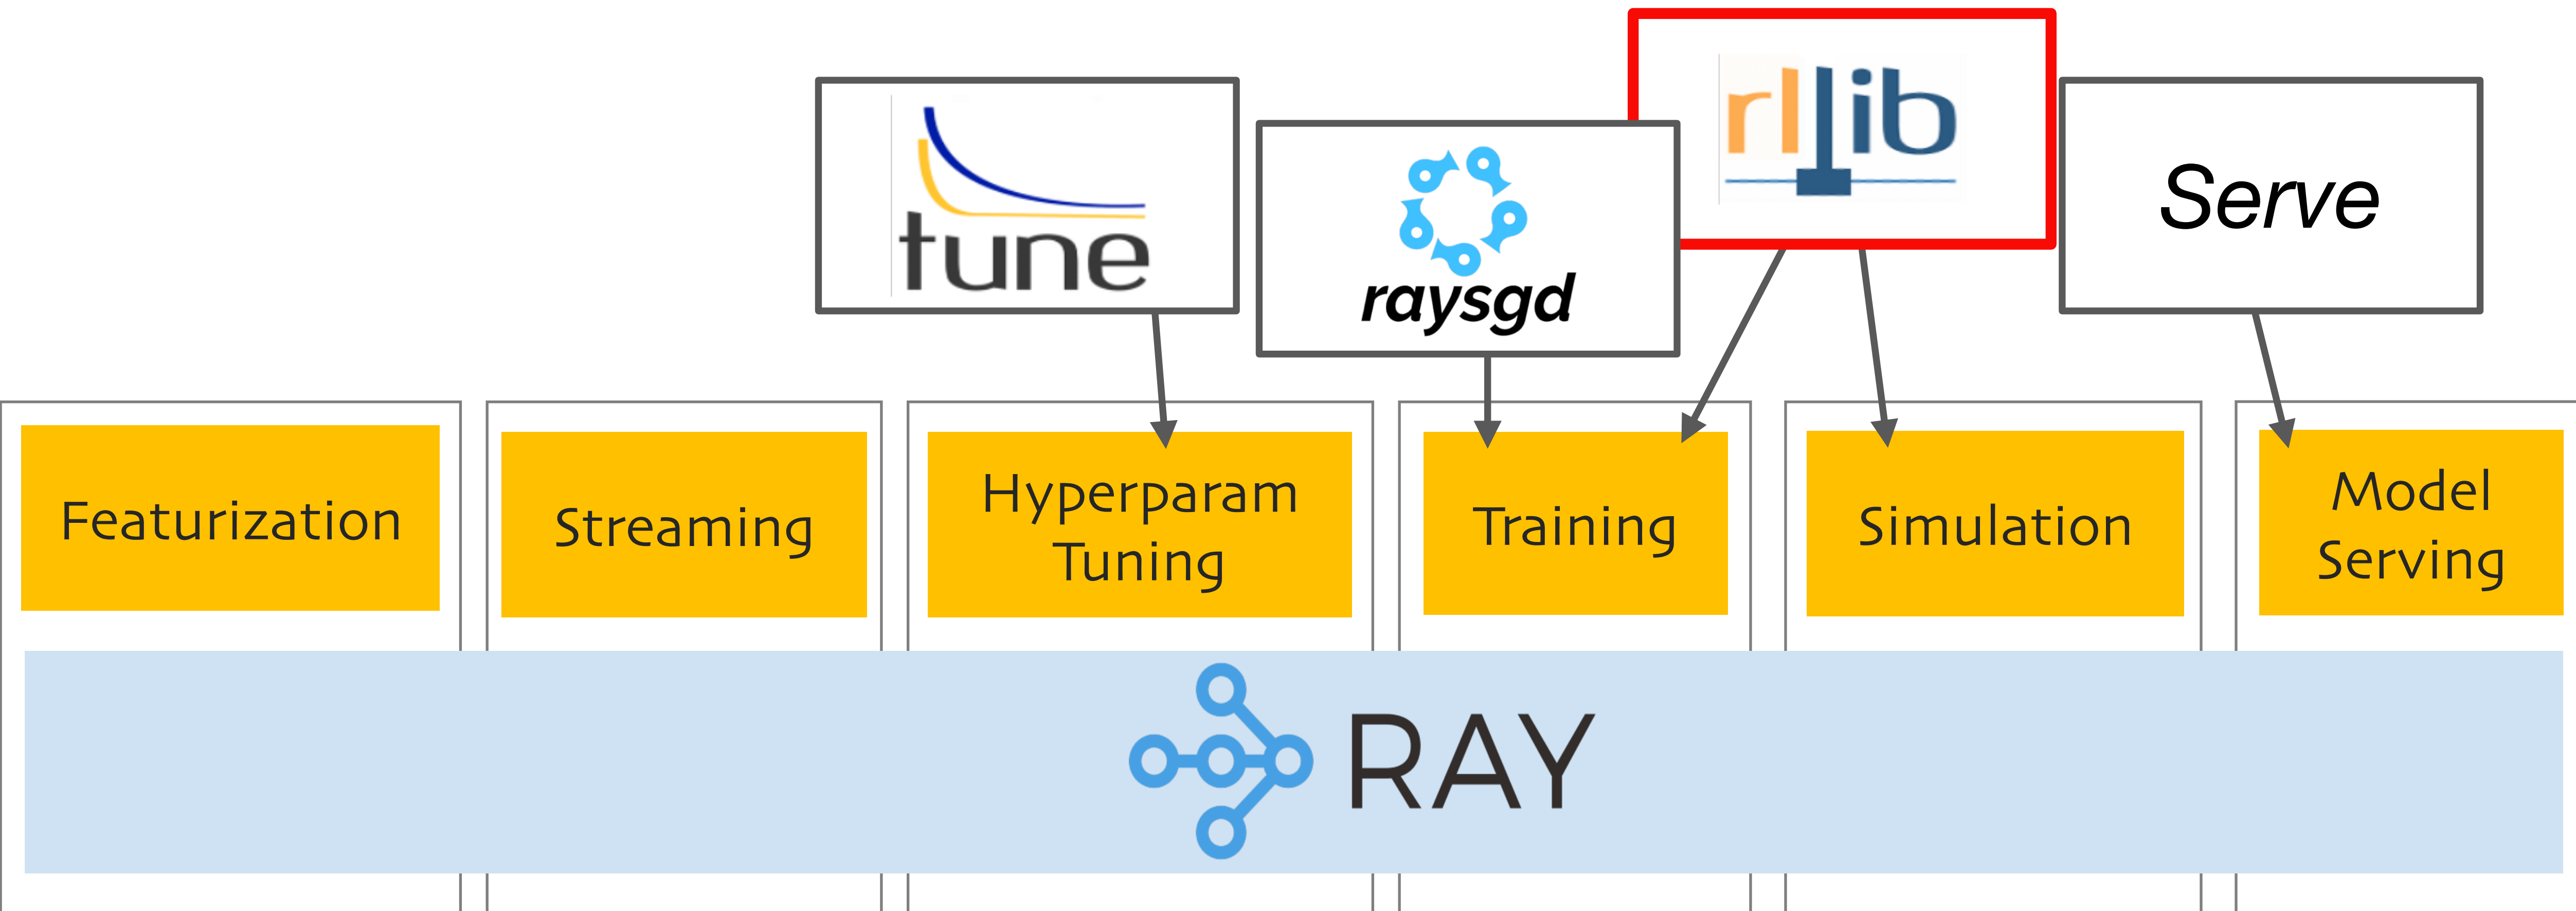 tune
raysgd
rllib
Serve
Featurization
Streaming
Hyperparam
Tuning
Training
Simulation
Model
Serving
RAY